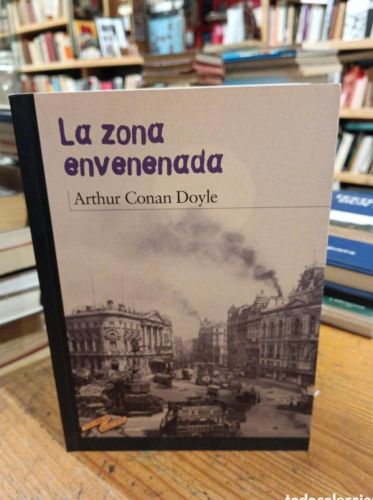 La zona
envenenada
Arthur Conan Doyle